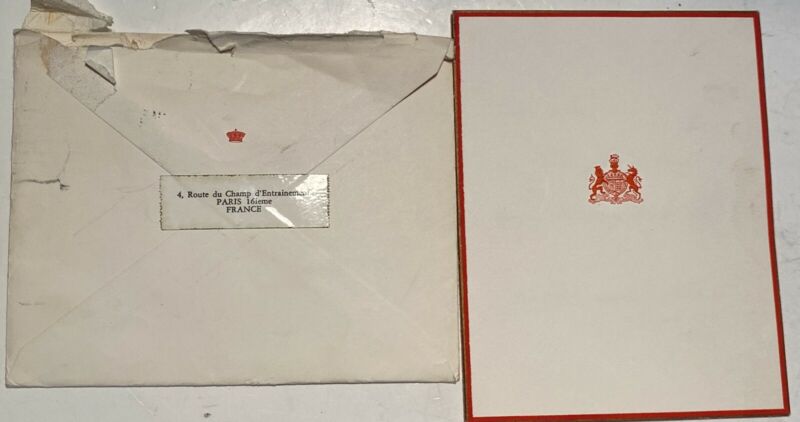 4, Route du Champ d'Entrainement
PARIS 16ieme
FRANCE